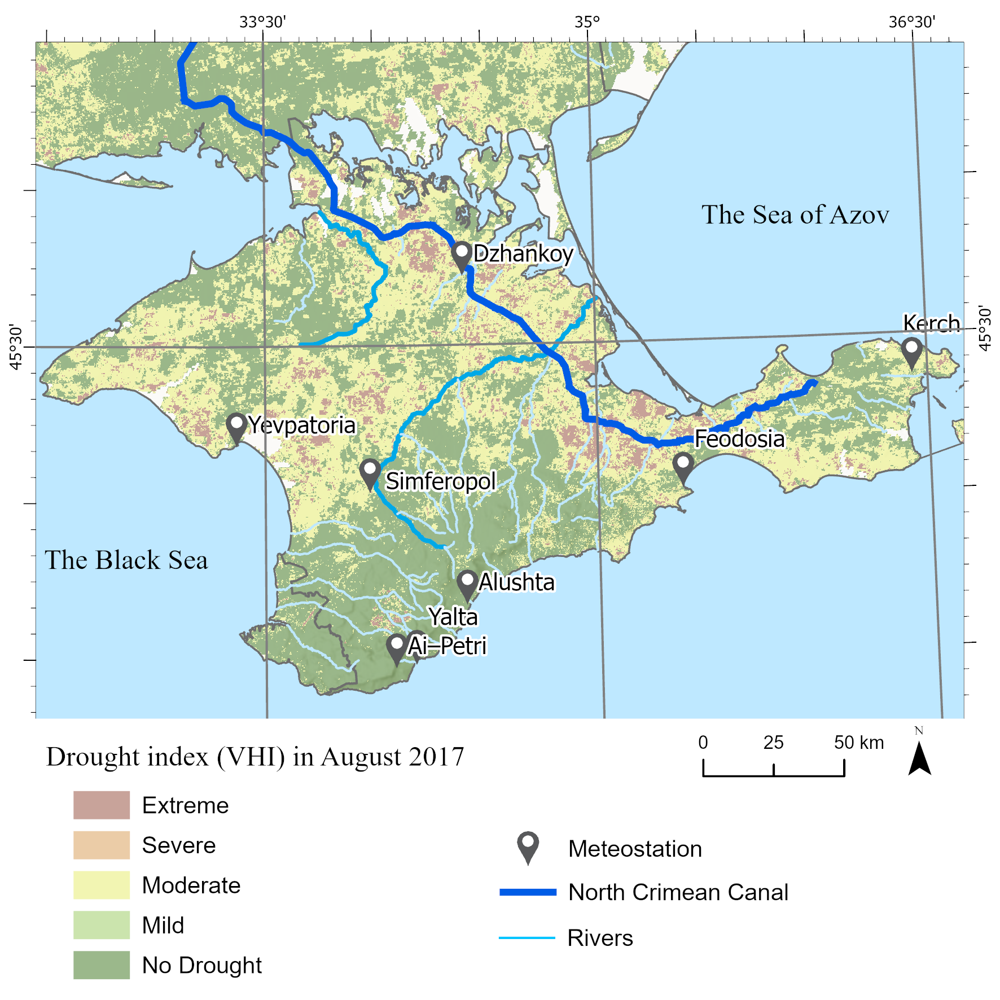 33°30'
35°
36°30'
The Sea of Azov
Dzhankoy
Kerch
45°30'
45°30'
Yevpatoria
Feodosia
Simferopol
The Black Sea
Alushta
Yalta
Ai–Petri
Drought index (VHI) in August 2017
0 25 50 km
N
Extreme
Severe
Moderate
Mild
No Drought
Meteostation
North Crimean Canal
Rivers